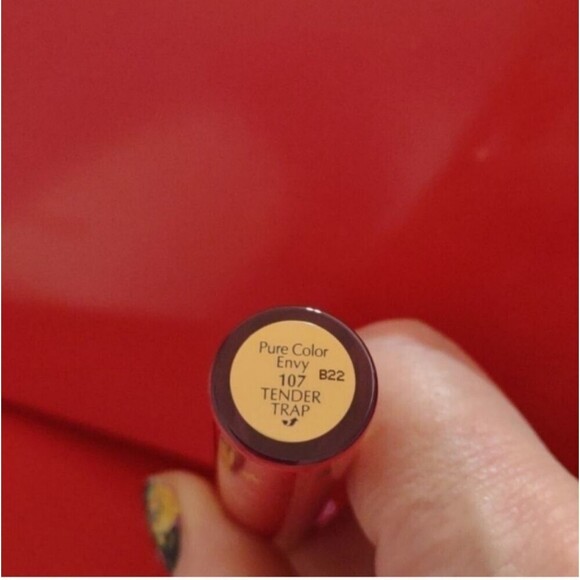 Pure Color
Envy
107 B22
TENDER
TRAP